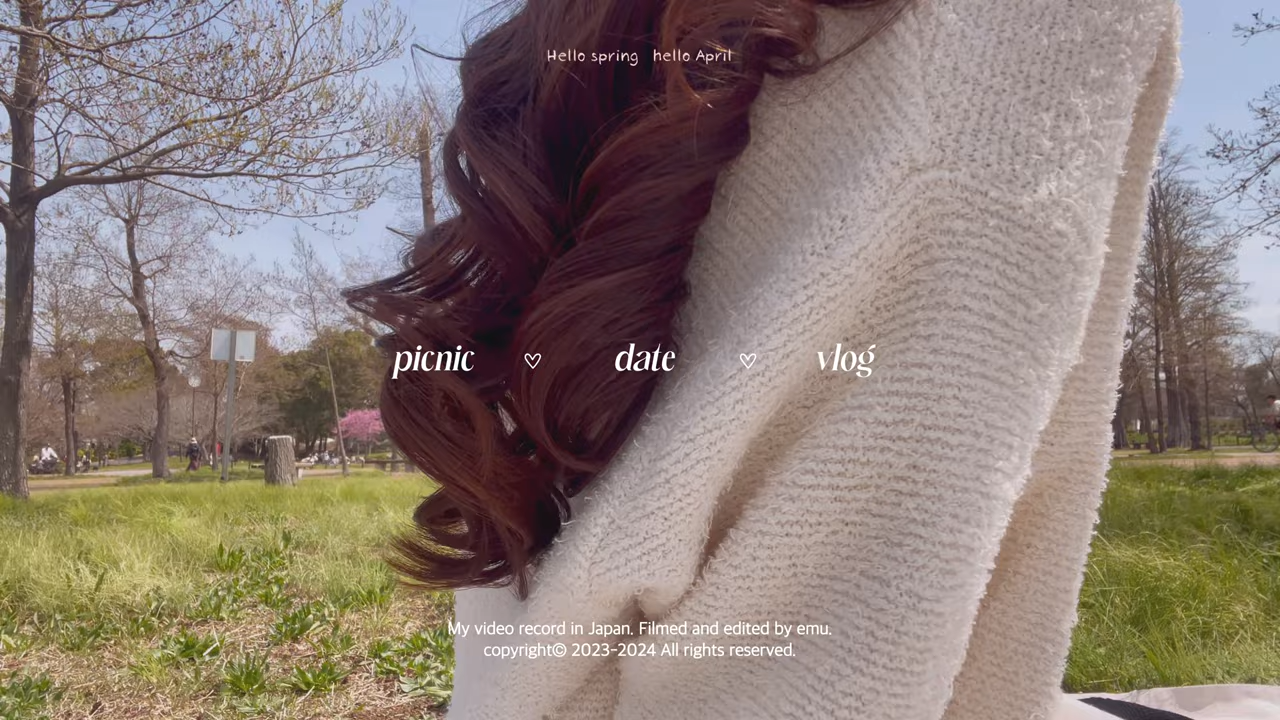 Hello spring hello April
picnic ♡ date ♡ vlog
My video record in Japan. Filmed and edited by emu.
copyright© 2023-2024 All rights reserved.